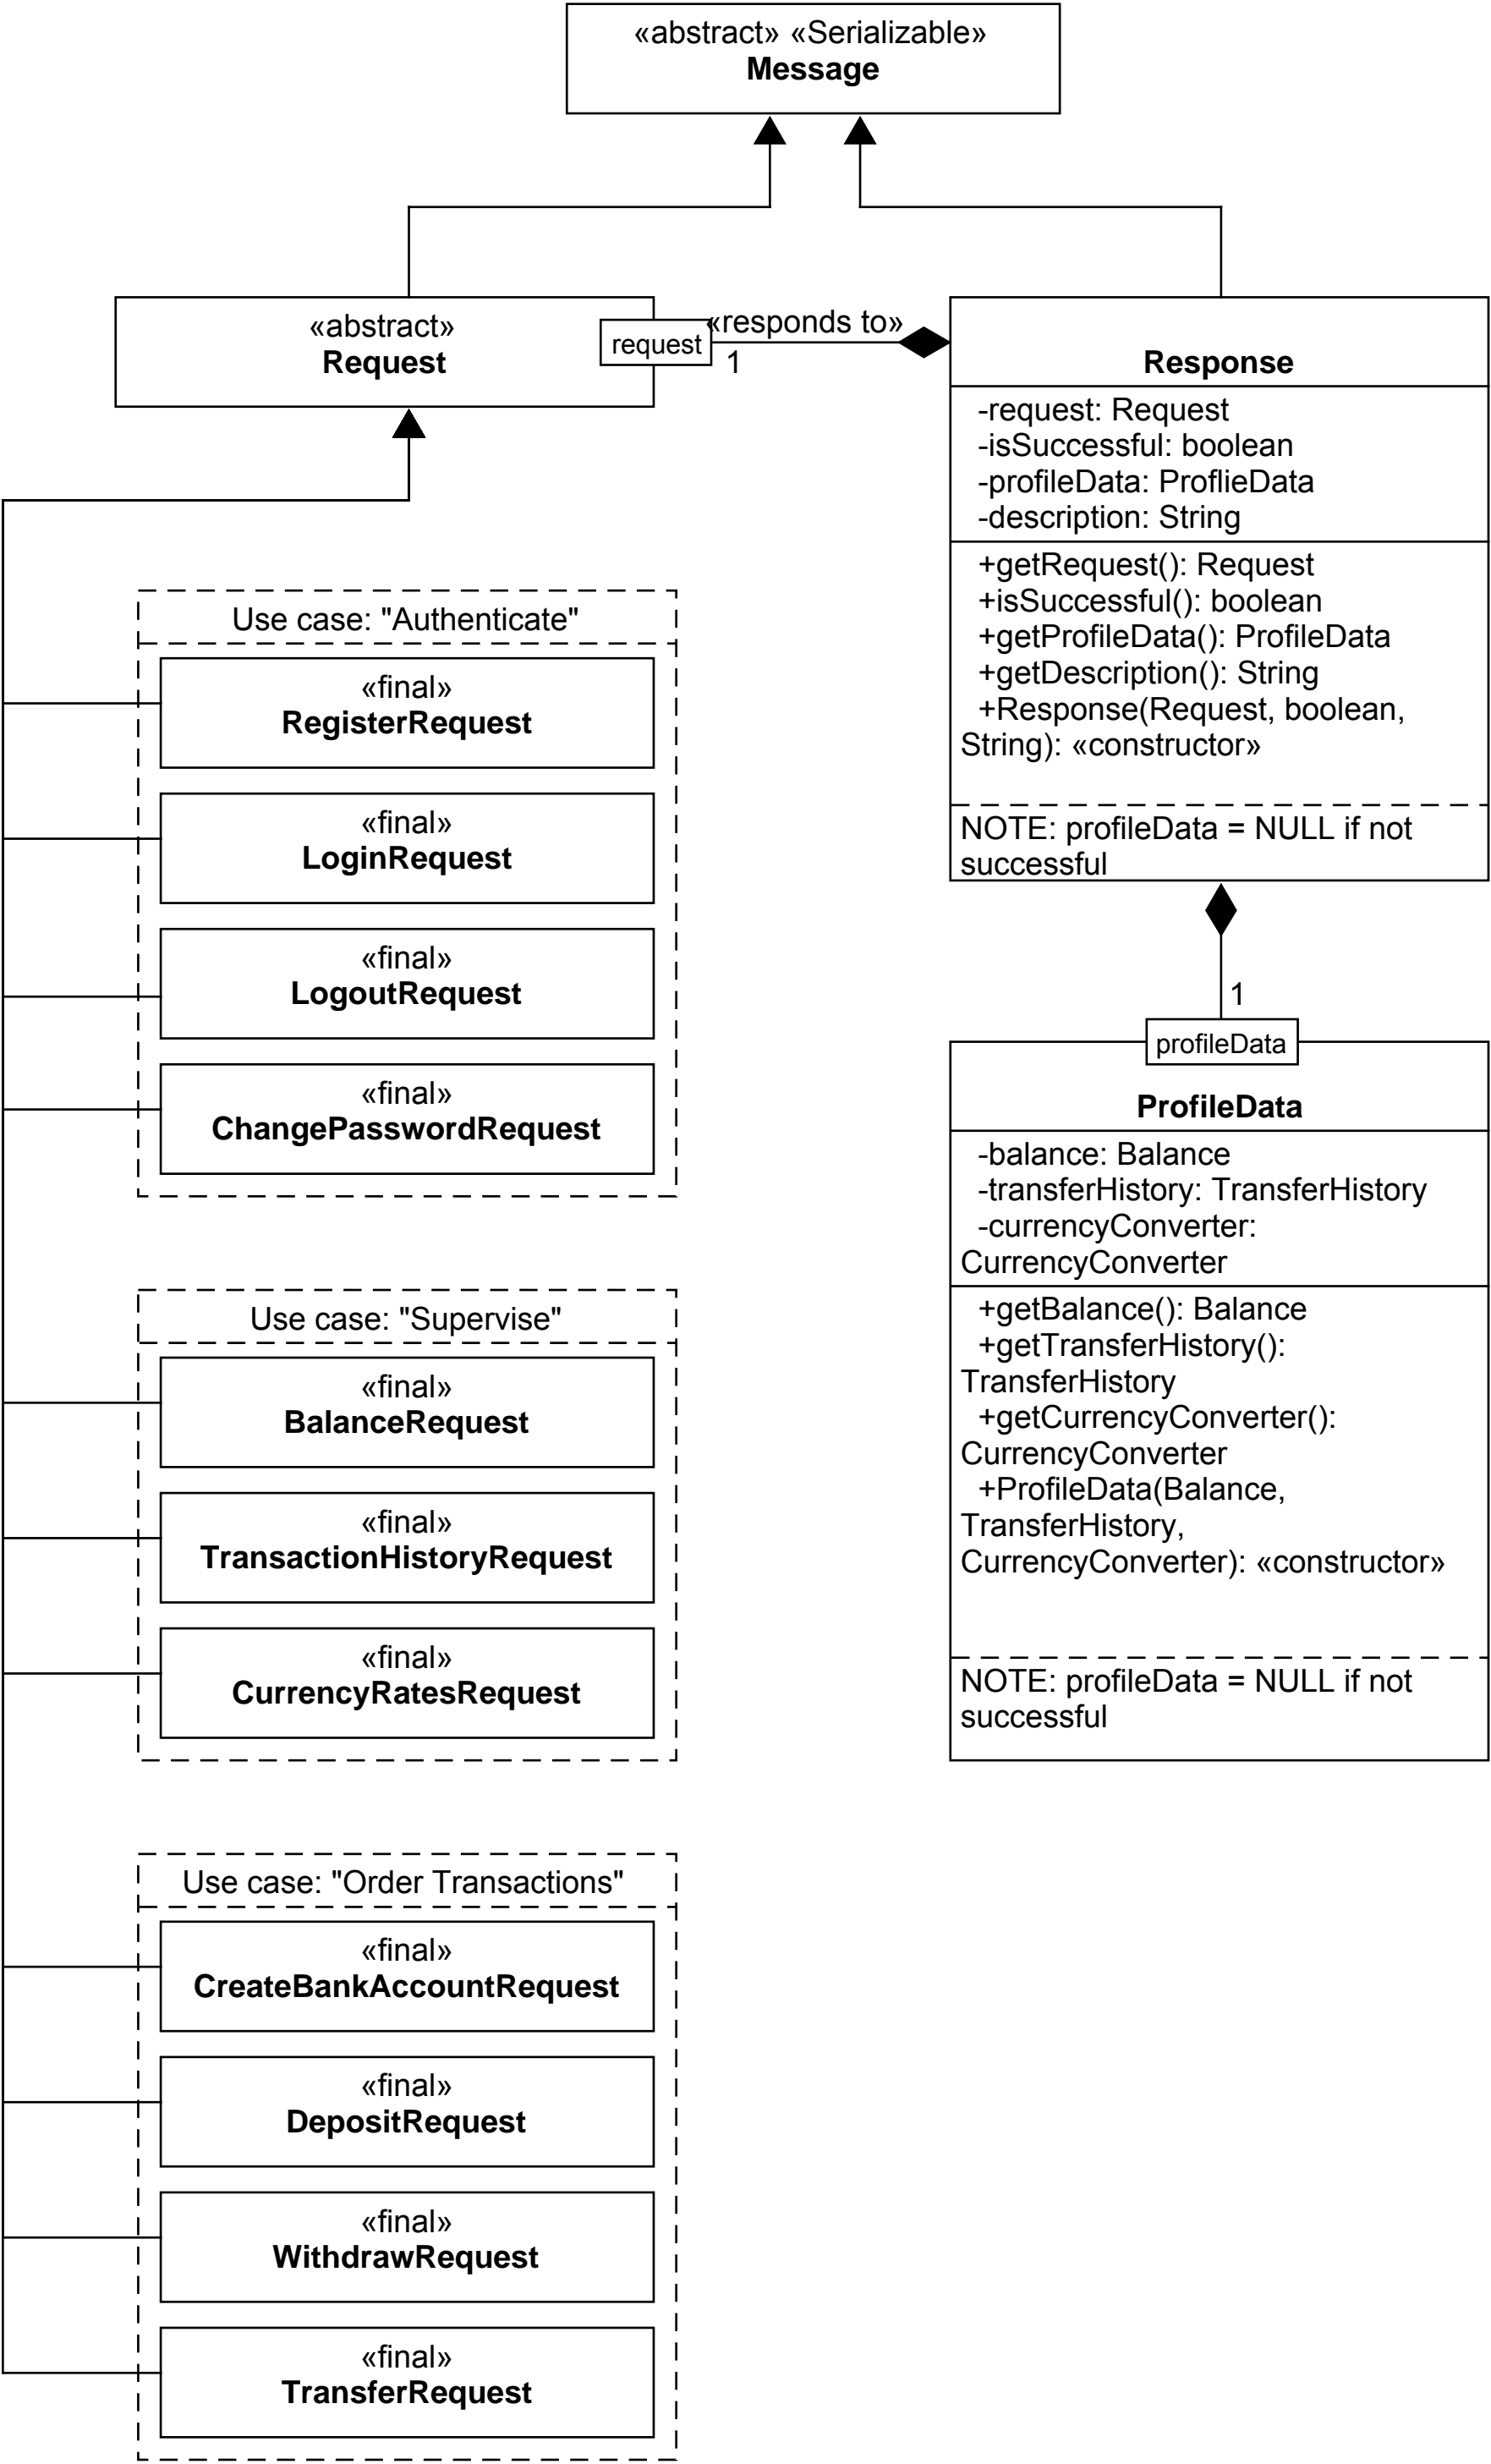 «abstract» «Serializable»
Message
«abstract»
Request
request
«responds to»
1
Response
-request: Request
-isSuccessful: boolean
-profileData: ProflieData
-description: String
+getRequest(): Request
+isSuccessful(): boolean
+getProfileData(): ProfileData
+getDescription(): String
+Response(Request, boolean,
String): «constructor»
NOTE: profileData = NULL if not
successful
1
profileData
ProfileData
-balance: Balance
-transferHistory: TransferHistory
-currencyConverter:
CurrencyConverter
+getBalance(): Balance
+getTransferHistory():
TransferHistory
+getCurrencyConverter():
CurrencyConverter
+ProfileData(Balance,
TransferHistory,
CurrencyConverter): «constructor»
NOTE: profileData = NULL if not
successful
Use case: "Authenticate"
«final»
RegisterRequest
«final»
LoginRequest
«final»
LogoutRequest
«final»
ChangePasswordRequest
Use case: "Supervise"
«final»
BalanceRequest
«final»
TransactionHistoryRequest
«final»
CurrencyRatesRequest
Use case: "Order Transactions"
«final»
CreateBankAccountRequest
«final»
DepositRequest
«final»
WithdrawRequest
«final»
TransferRequest